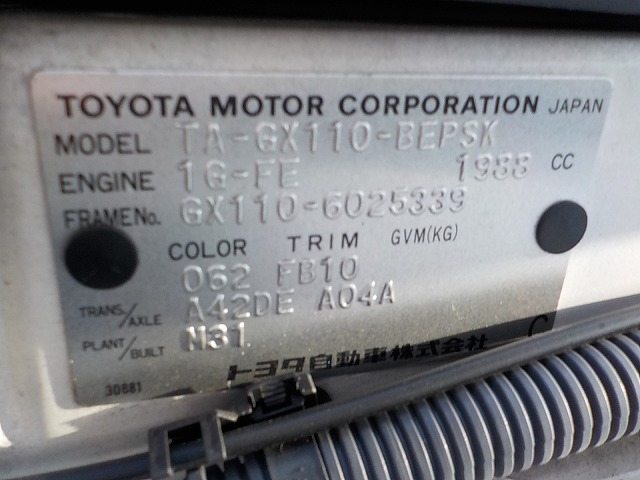 TOYOTA MOTOR CORPORATION JAPAN
MODEL TA-GX110-BEPSK
ENGINE 1G-FE 1988 CC
FRAME No. GX110-6025339
COLOR TRIM GVM(KG)
062 FB10
TRANS./AXLE A42DE A04A
PLANT/BUILT M31
C
トヨタ自動車株式会社
30881